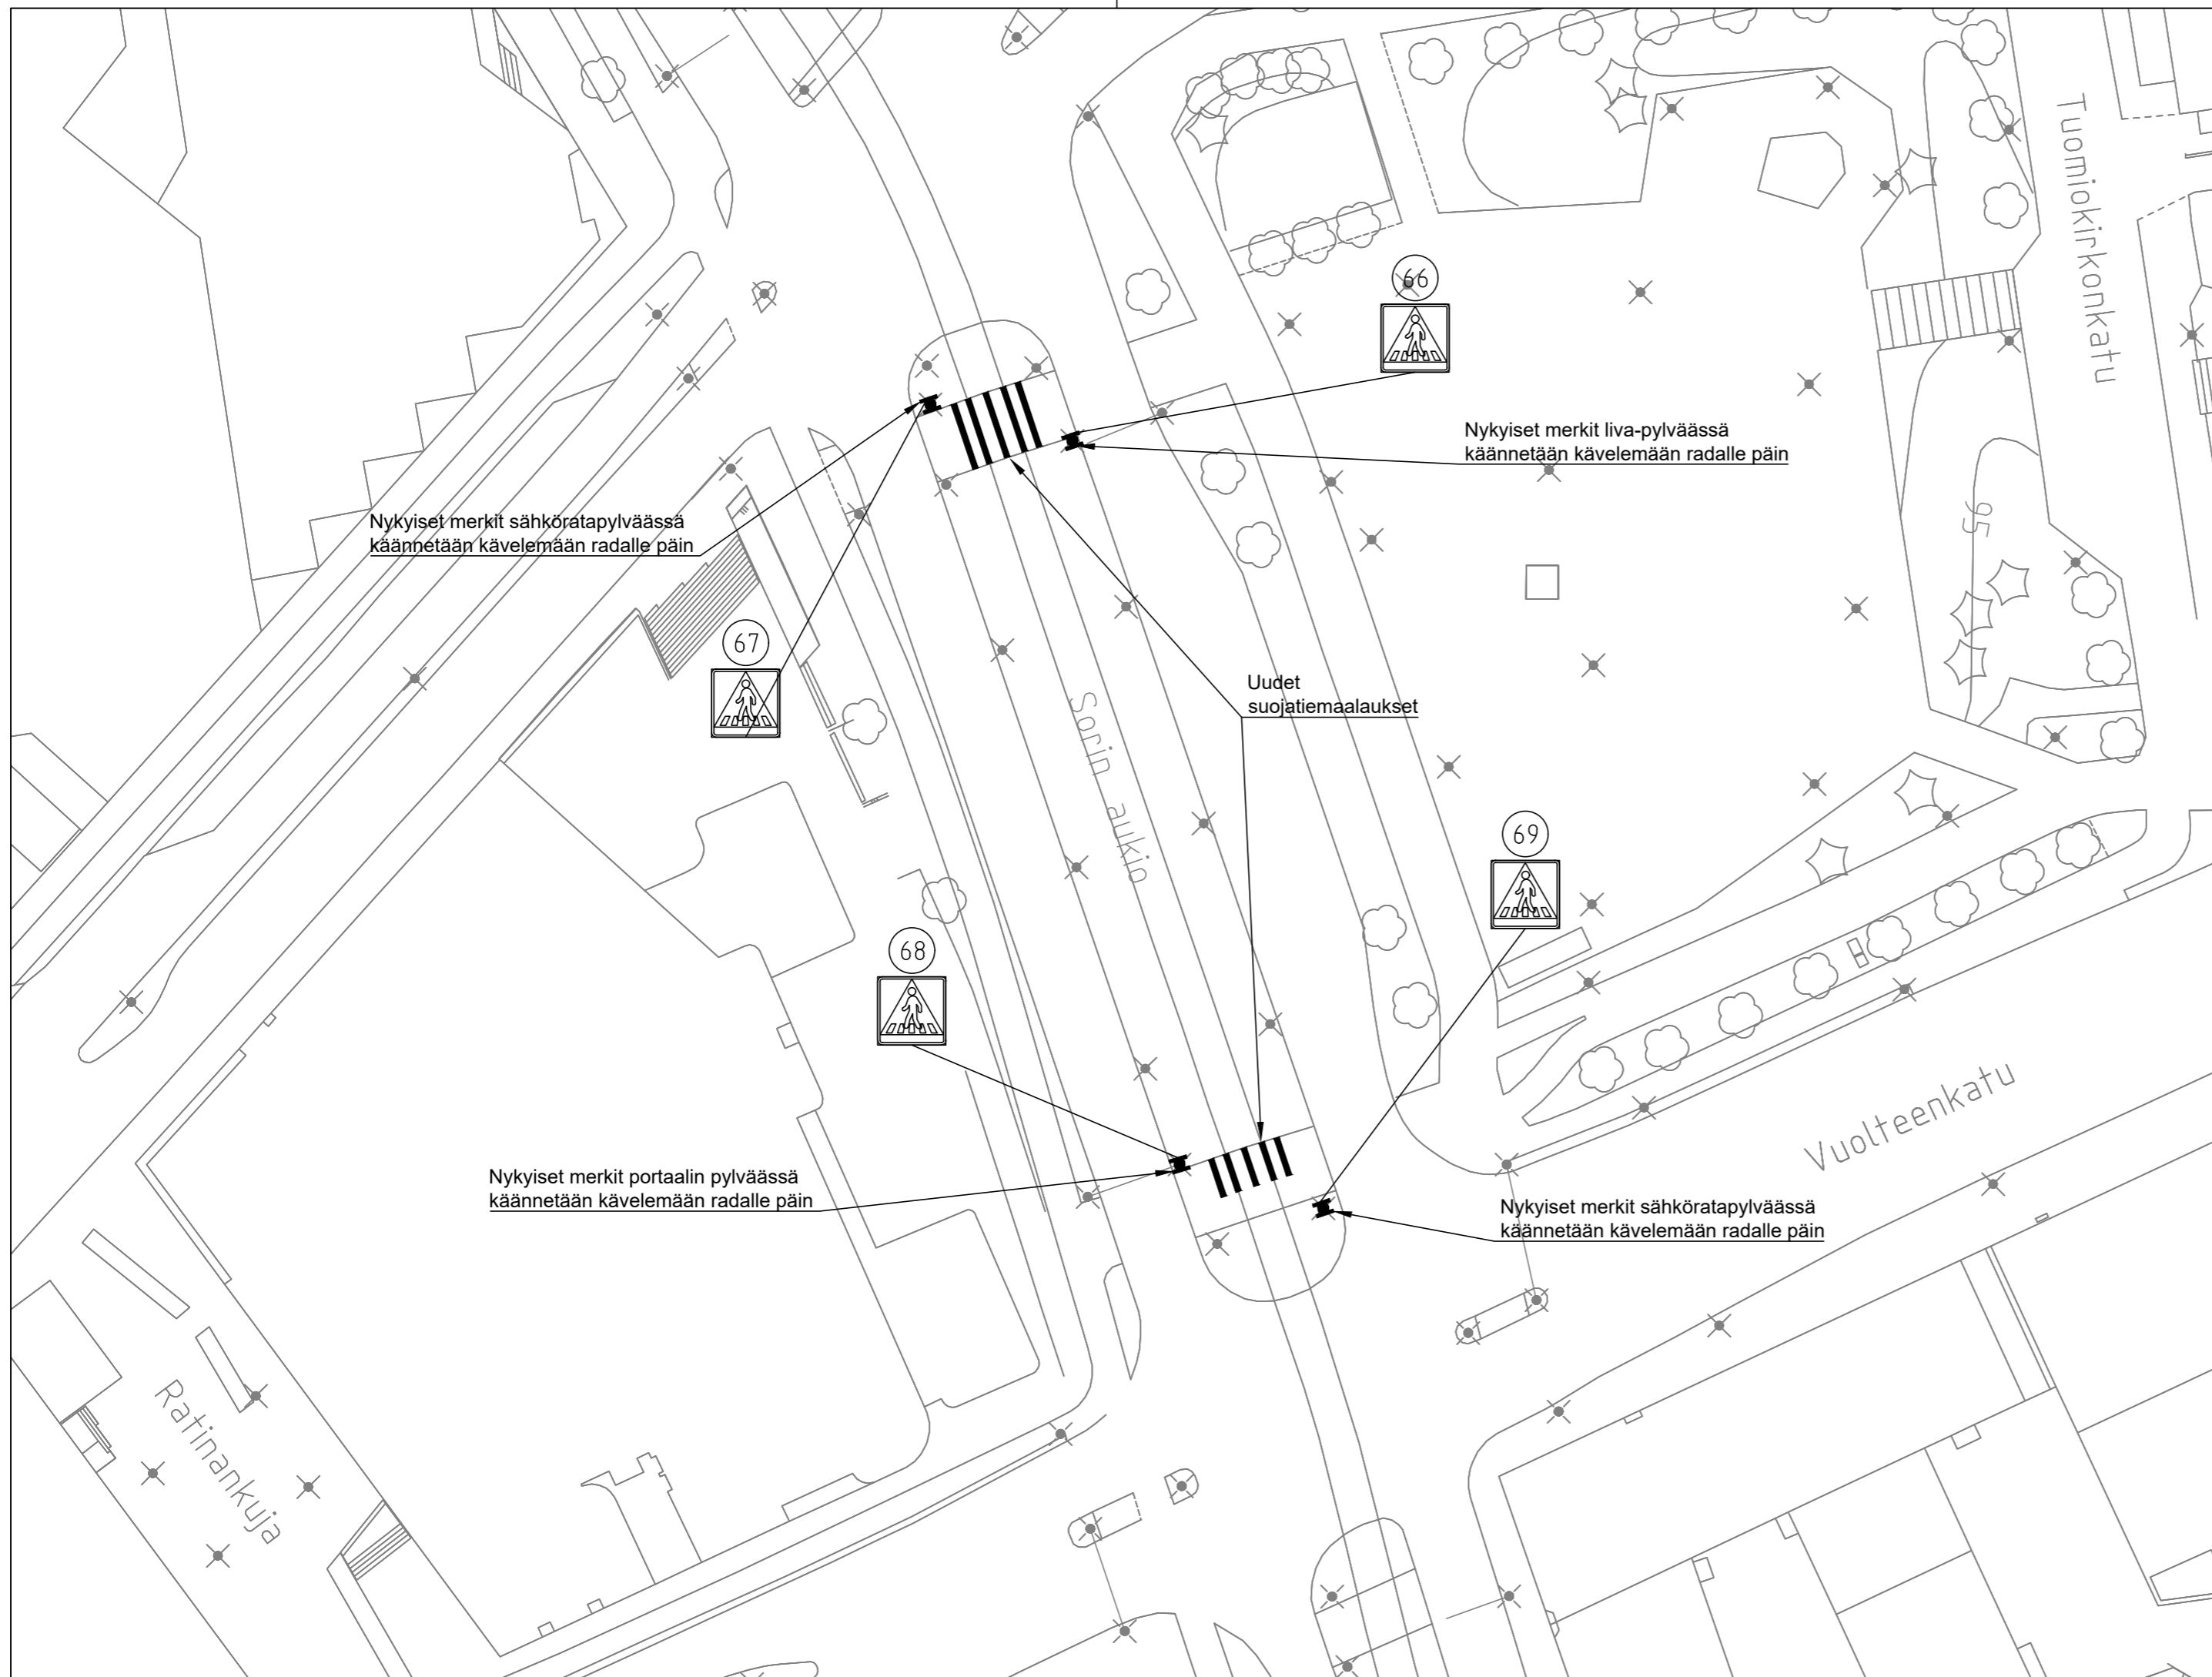 Tuomiokirkonkatu
66
Nykyiset merkit liva-pylväässä
käännetään kävelemään radalle päin
Nykyiset merkit sähköratapylväässä
käännetään kävelemään radalle päin
95
67
Uudet
suojatiemaalaukset
Sorin aukio
69
68
Vuolteenkatu
Nykyiset merkit portaalin pylväässä
käännetään kävelemään radalle päin
Nykyiset merkit sähköratapylväässä
käännetään kävelemään radalle päin
Ratinankuja